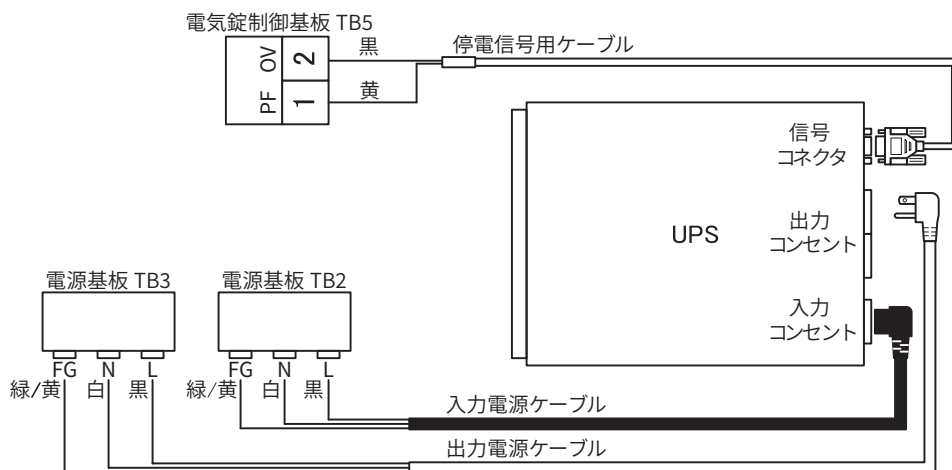 電気錠制御基板 TB5
OV
2
PF
1
黒
黄
停電信号用ケーブル
信号
コネクタ
UPS
出力
コンセント
入力
コンセント
電源基板 TB3
電源基板 TB2
FG
N
L
緑/黄
白
黒
FG
N
L
緑/黄
白
黒
入力電源ケーブル
出力電源ケーブル